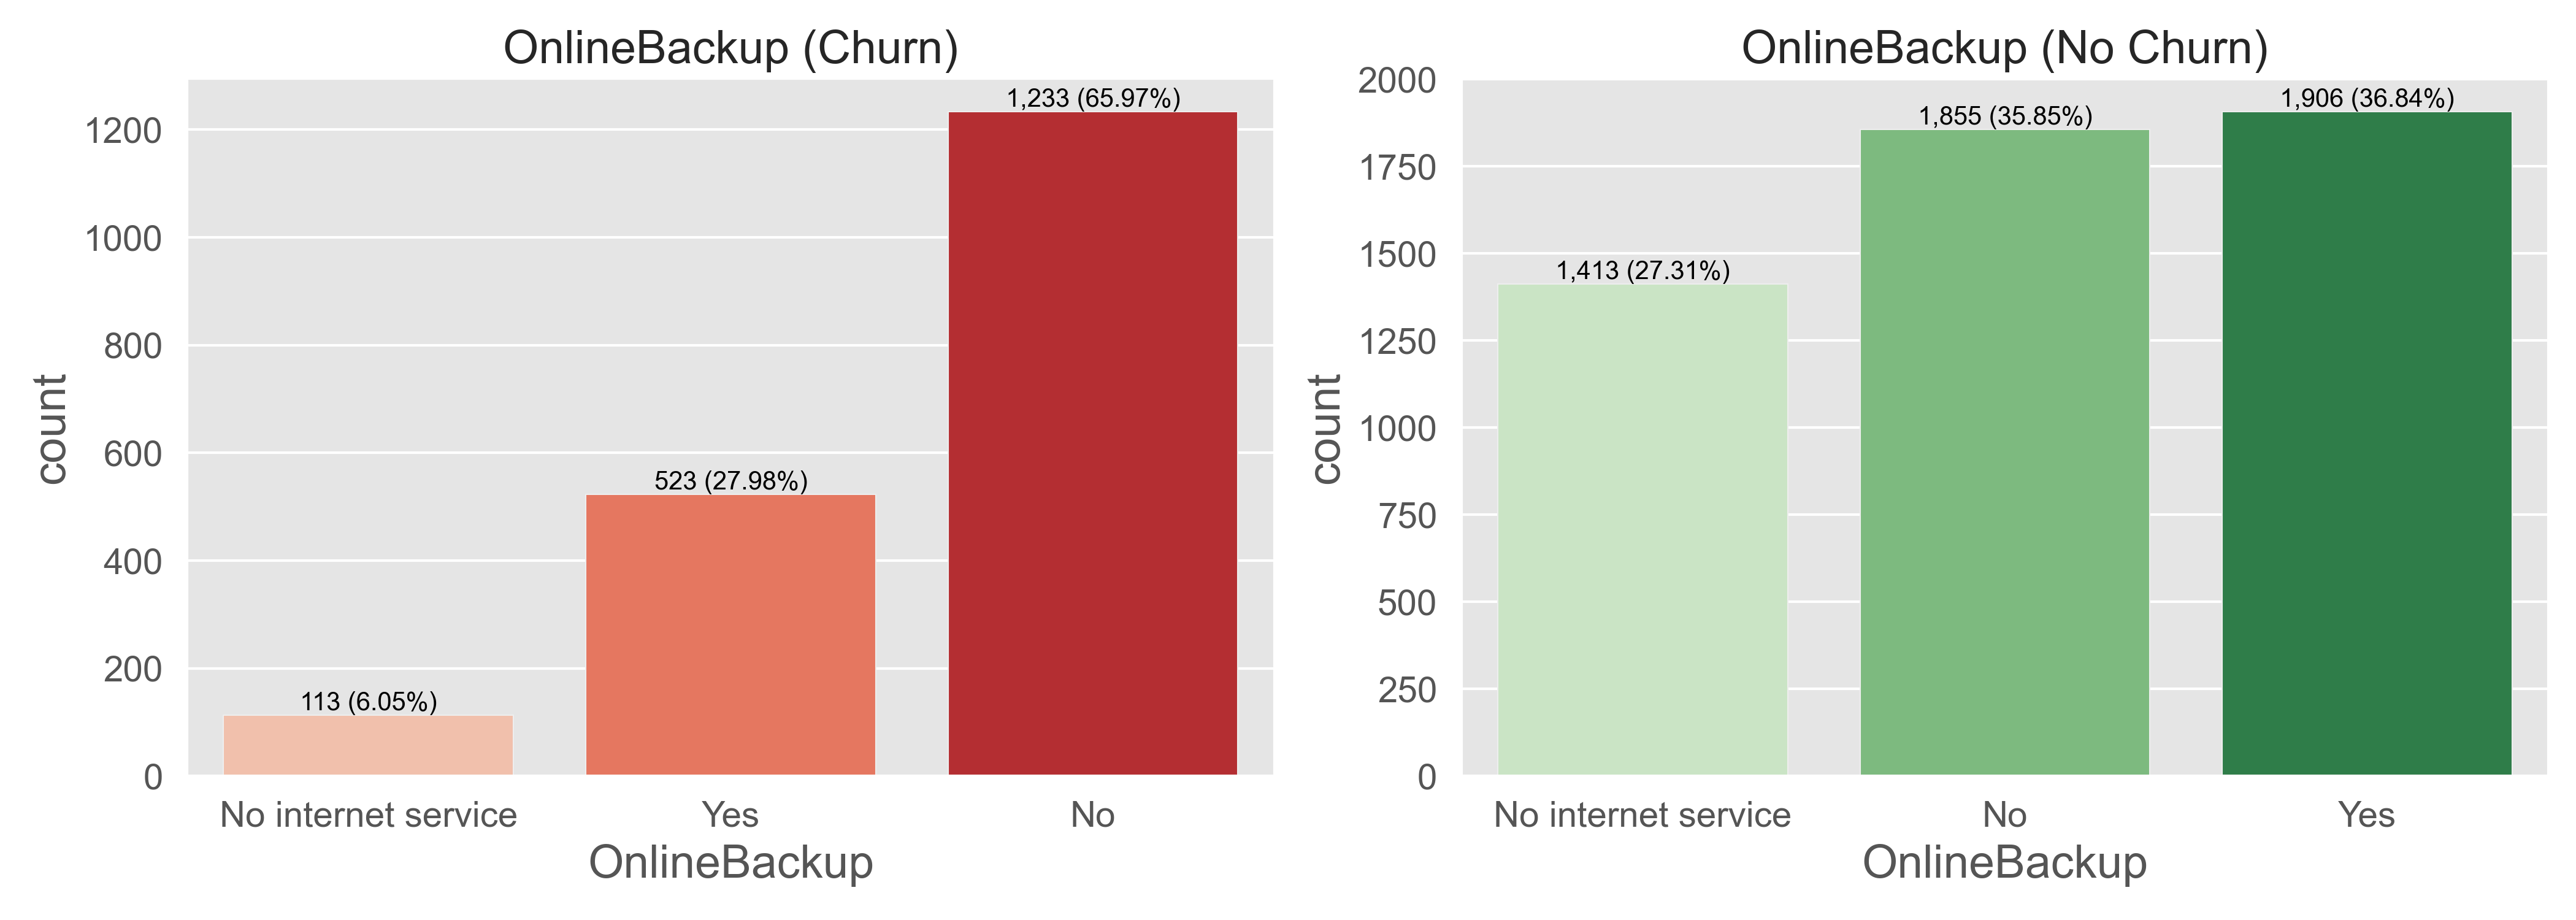 OnlineBackup (Churn)
count
1200
1000
800
600
400
200
0
113 (6.05%)
523 (27.98%)
1,233 (65.97%)
No internet service
Yes
No
OnlineBackup
OnlineBackup (No Churn)
count
2000
1750
1500
1250
1000
750
500
250
0
1,413 (27.31%)
1,855 (35.85%)
1,906 (36.84%)
No internet service
No
Yes
OnlineBackup